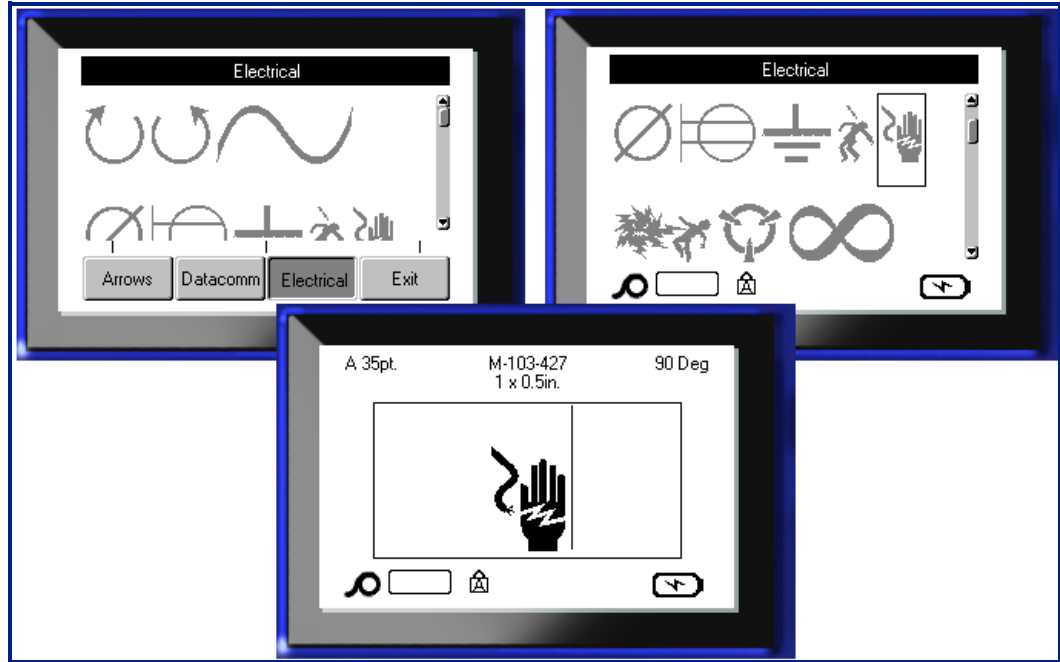 Electrical
Arrows Datacomm Electrical Exit
Electrical
A
A 35pt. M-103-427 90 Deg
1 x 0.5in.
A